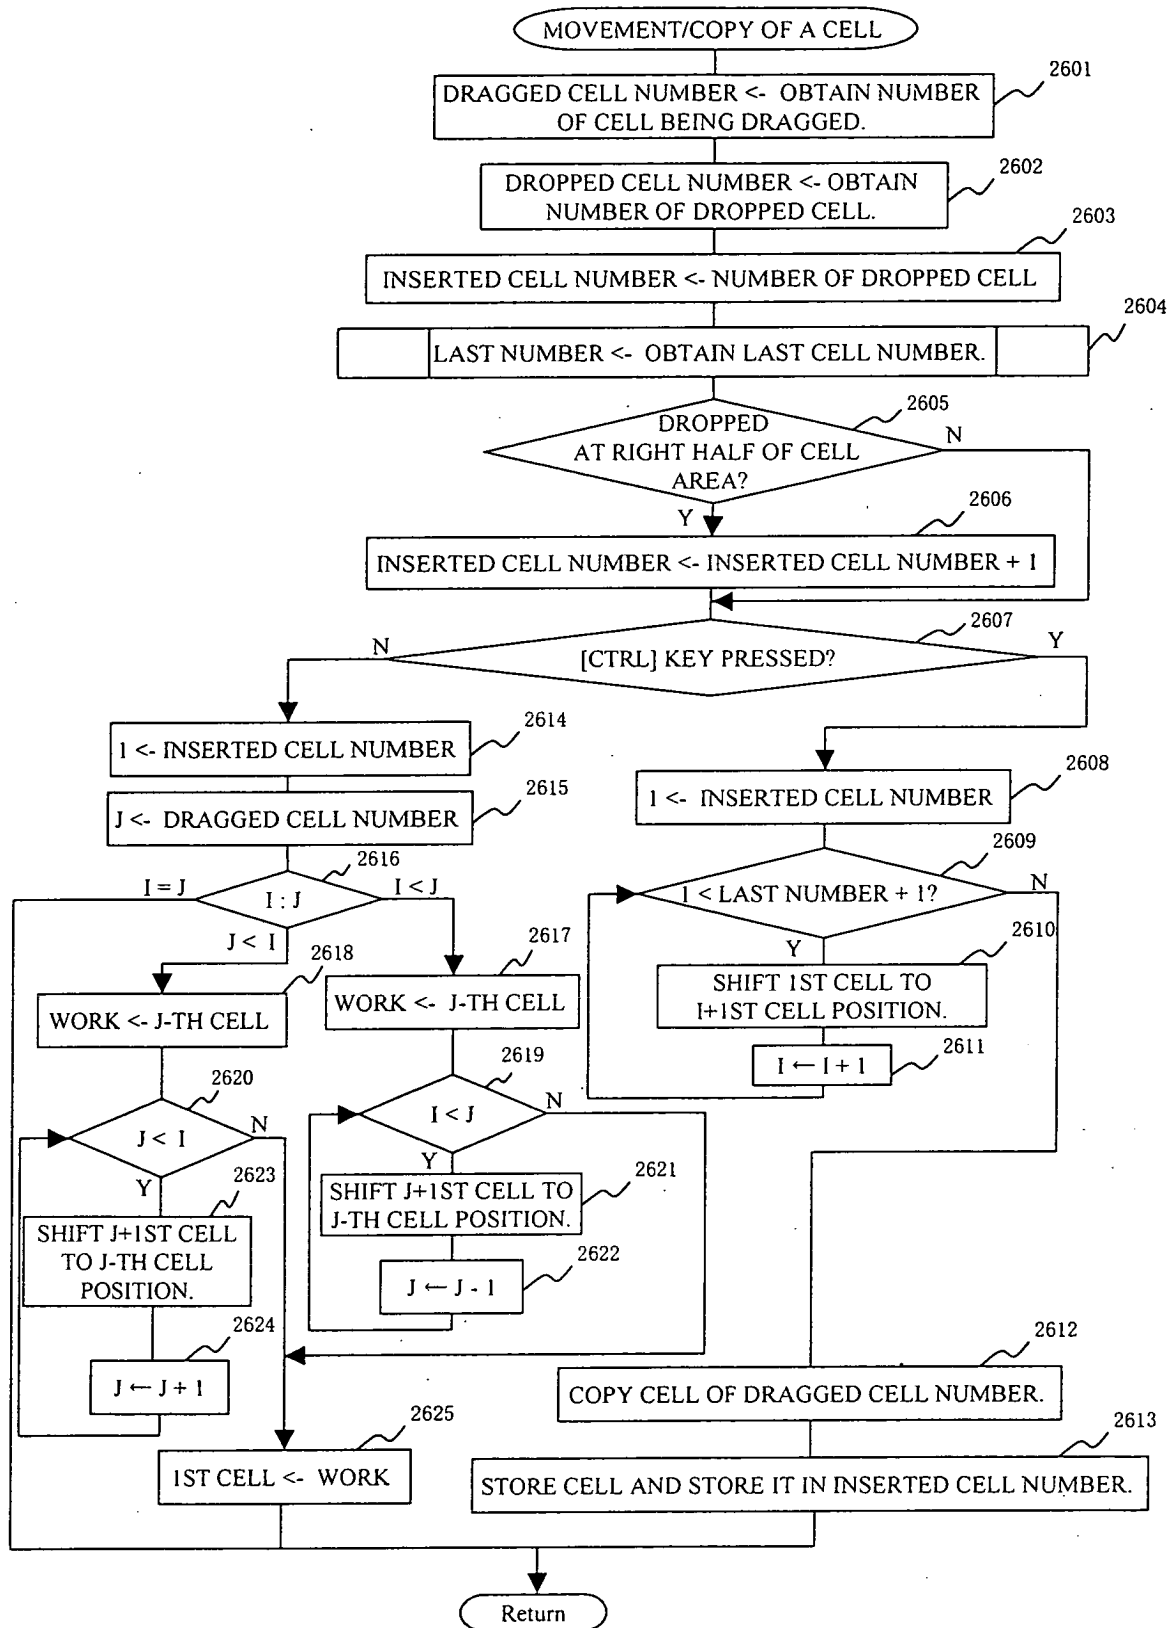 MOVEMENT/COPY OF A CELL
2601
DRAGGED CELL NUMBER <- OBTAIN NUMBER
OF CELL BEING DRAGGED.
2602
DROPPED CELL NUMBER <- OBTAIN
NUMBER OF DROPPED CELL.
2603
INSERTED CELL NUMBER <- NUMBER OF DROPPED CELL
2604
LAST NUMBER <- OBTAIN LAST CELL NUMBER.
2605
DROPPED
AT RIGHT HALF OF CELL
AREA?
N
Y
2606
INSERTED CELL NUMBER <- INSERTED CELL NUMBER + 1
2607
N
[CTRL] KEY PRESSED?
Y
2614
1 <- INSERTED CELL NUMBER
2608
1 <- INSERTED CELL NUMBER
2615
J <- DRAGGED CELL NUMBER
2616
I = J
I : J
I < J
J < I
2609
1 < LAST NUMBER + 1?
N
Y
2610
SHIFT 1ST CELL TO
I+1ST CELL POSITION.
2611
I ← I + 1
2618
WORK <- J-TH CELL
2617
WORK <- J-TH CELL
2620
J < I
N
Y
2619
I < J
N
Y
2623
SHIFT J+1ST CELL
TO J-TH CELL
POSITION.
2621
SHIFT J+1ST CELL TO
J-TH CELL POSITION.
2622
J ← J - 1
2624
J ← J + 1
2612
COPY CELL OF DRAGGED CELL NUMBER.
2625
1ST CELL <- WORK
2613
STORE CELL AND STORE IT IN INSERTED CELL NUMBER.
Return